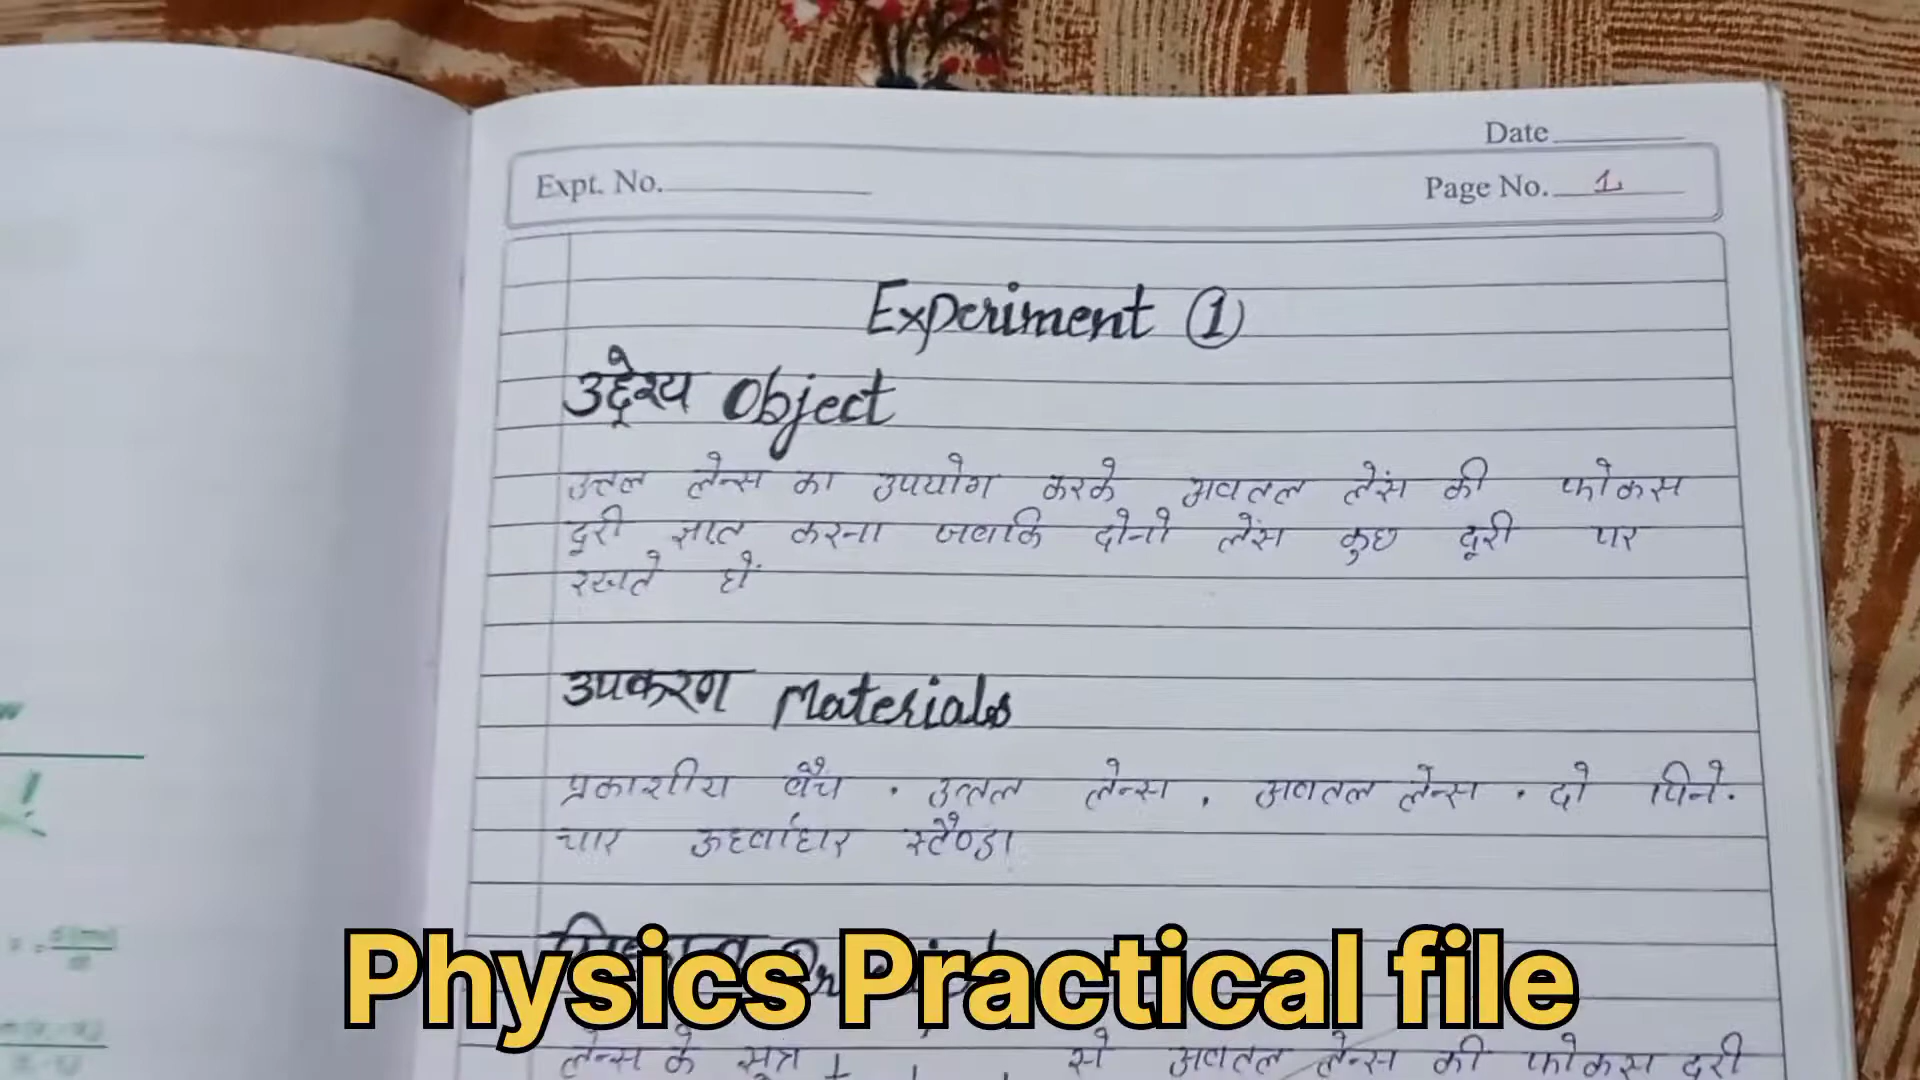 Date
Expt. No.
Page No. 1
Experiment ①
उद्देश्य Object
उत्तल लेन्स का उपयोग करके अवतल लेंस की फोकस
दूरी ज्ञात करना जबकि दोनो लेंस कुछ दूरी पर
रखते हों
उपकरण Materials
प्रकाशीय बैंच . उत्तल लेन्स , अवतल लेन्स . दो पिने.
चार ऊर्ध्वाधार स्टैण्ड।
Physics Practical file
लेन्स के सूत्र से अवतल लेन्स की फोकस दूरी